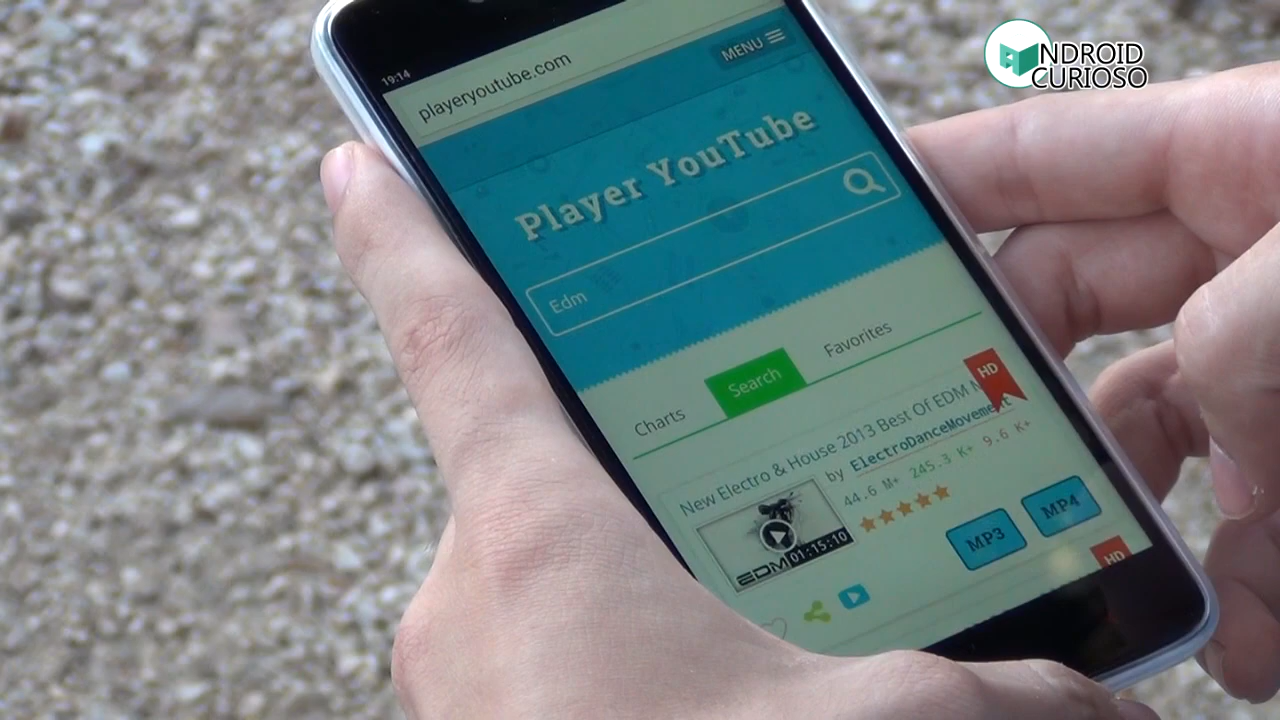 NDROID
CURIOSO
19:14
playeryoutube.com
MENU
Player YouTube
Edm
Charts
Search
Favorites
HD
New Electro & House 2013 Best Of EDM
by ElectroDanceMovement
44.6 M+ 245.3 K+ 9.6 K+
EDM
01:15:10
MP3
MP4
HD